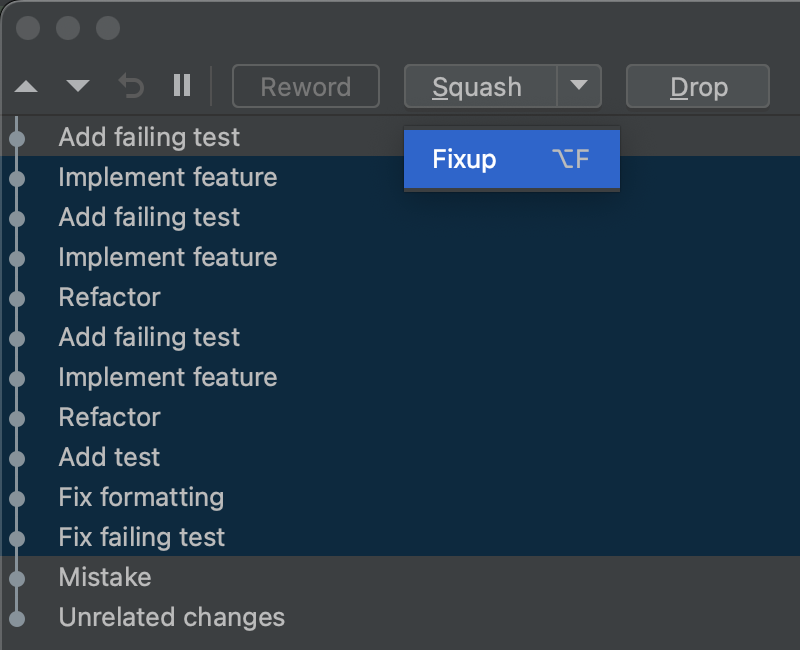 Reword Squash Drop
Add failing test
Fixup ⌥F
Implement feature
Add failing test
Implement feature
Refactor
Add failing test
Implement feature
Refactor
Add test
Fix formatting
Fix failing test
Mistake
Unrelated changes